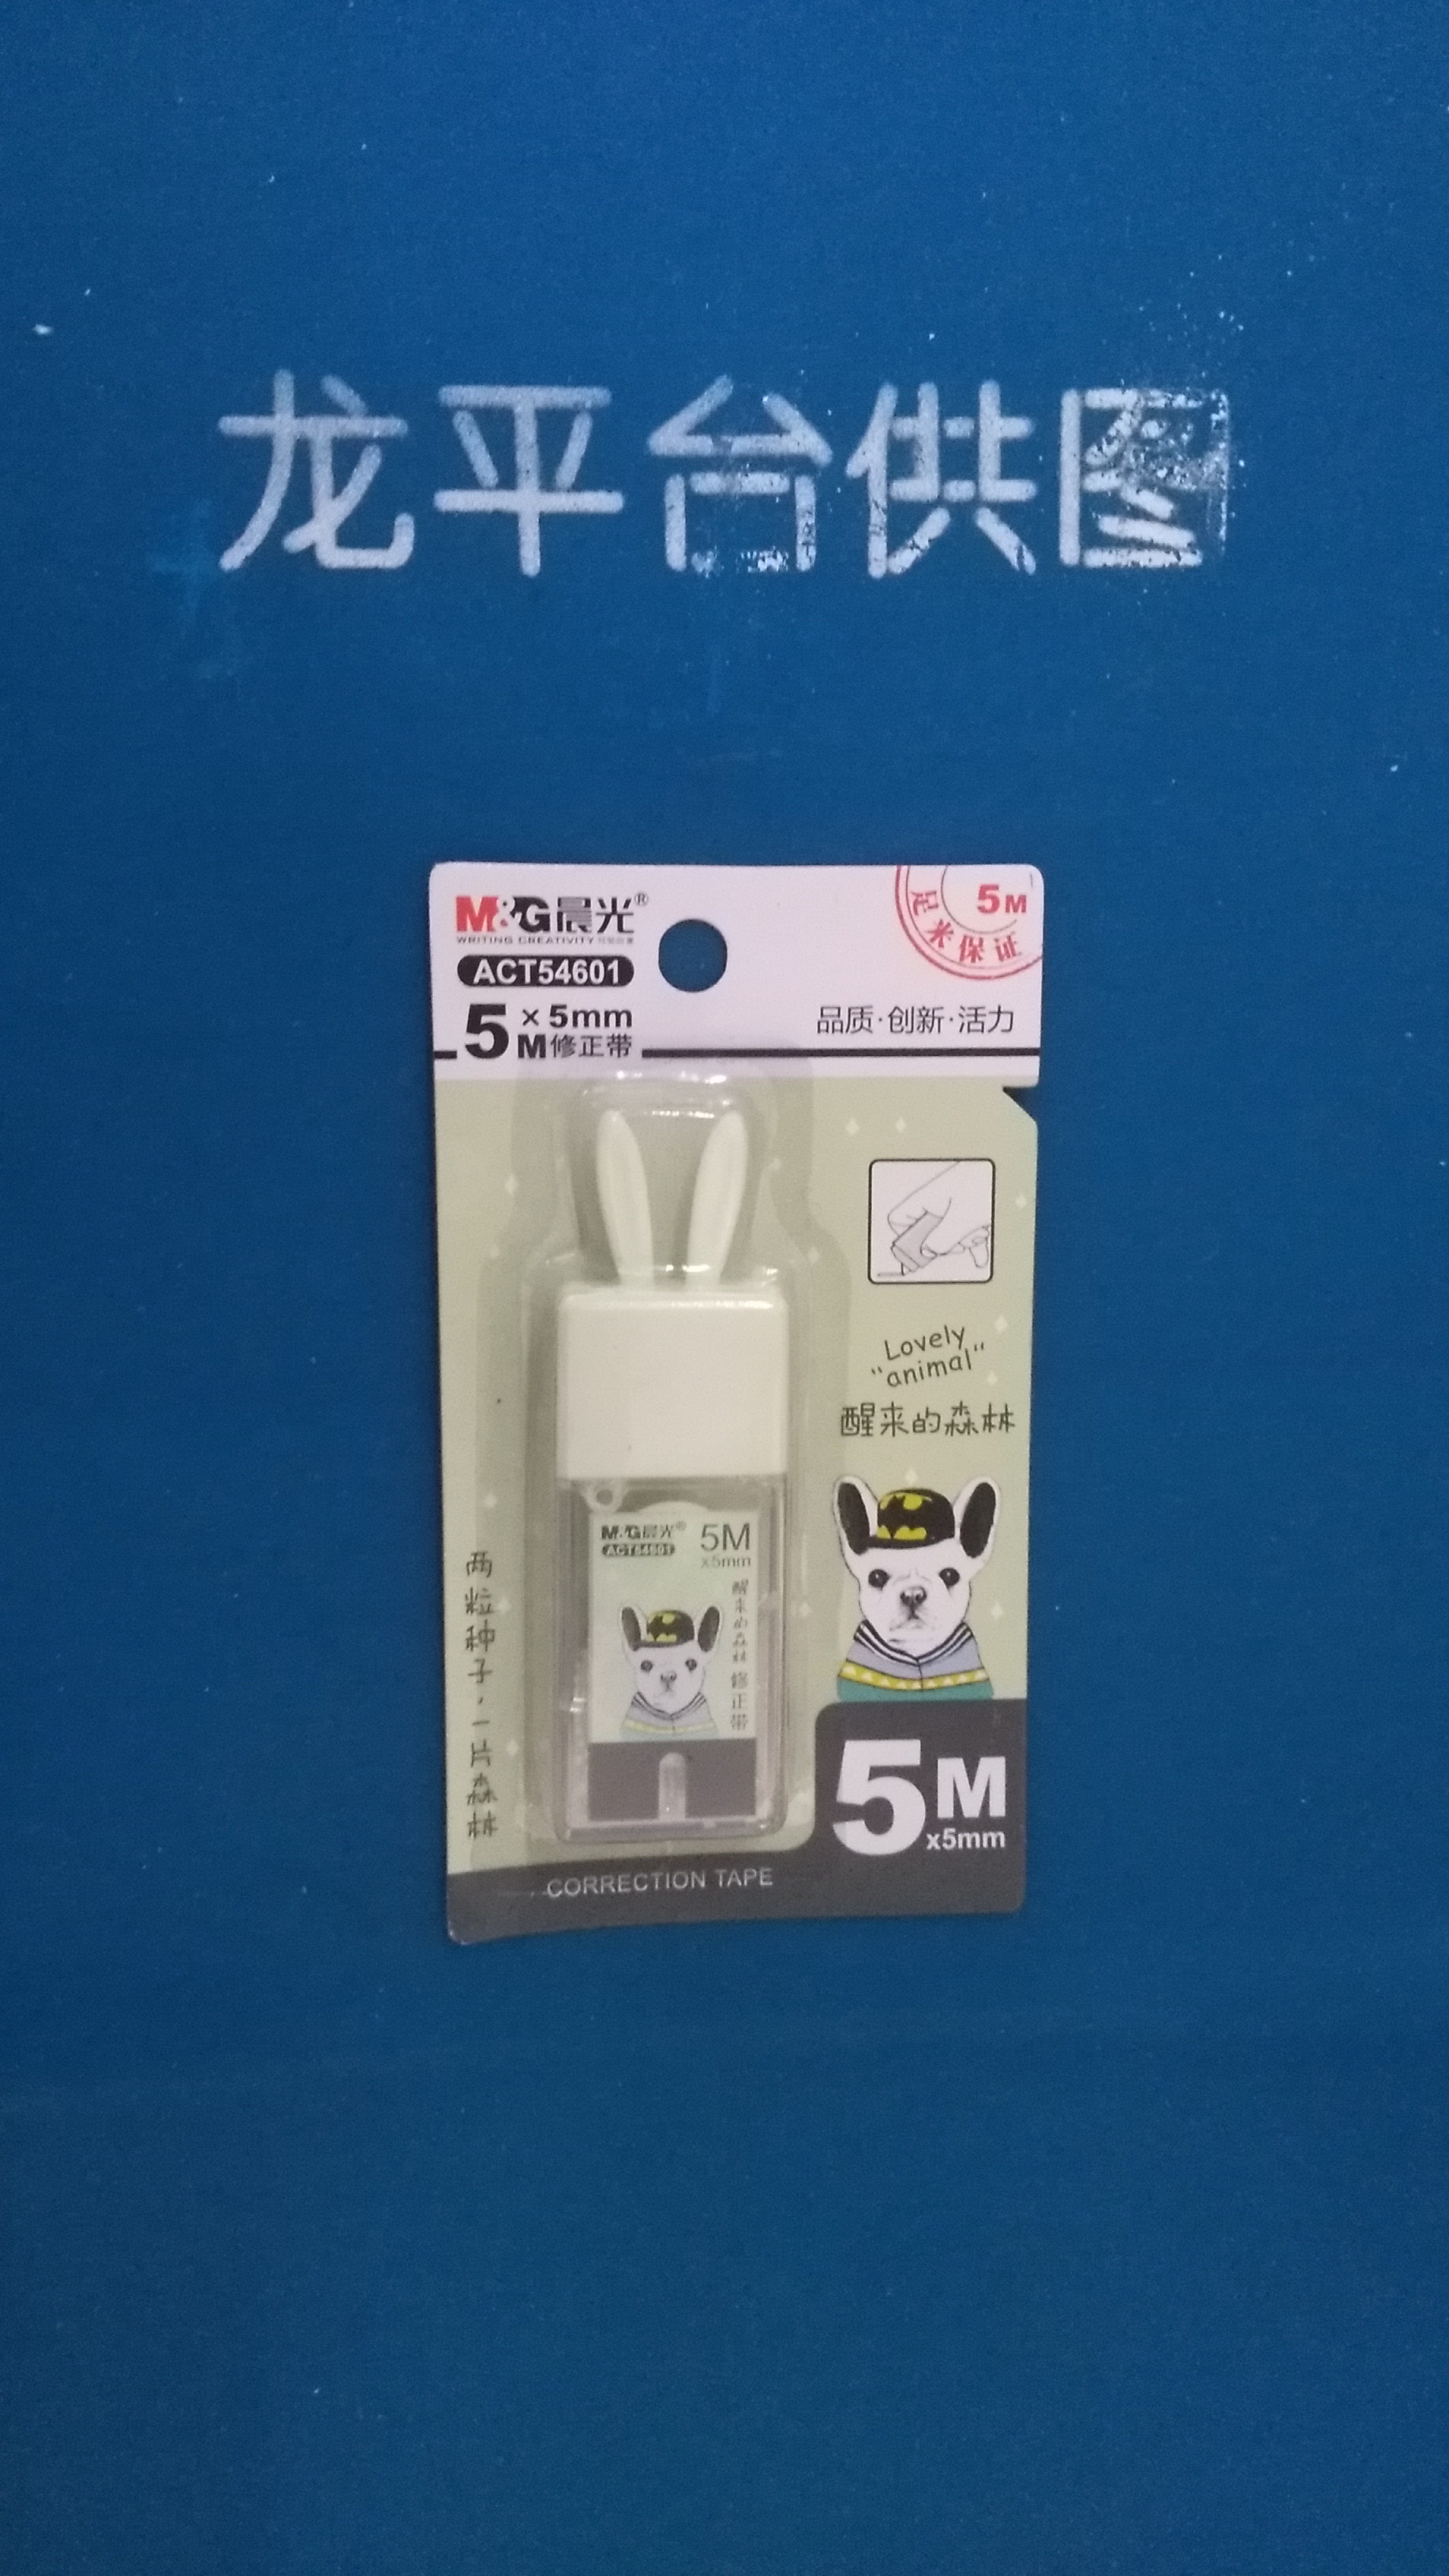 龙平台供图
M&G晨光®
WRITING CREATIVITY
ACT54601
5M×5mm
修正带
5M
足米保证
品质·创新·活力
Lovely
"animal"
醒来的森林
M&G晨光®
ACT54601
5M
x5mm
醒来的森林 修正带
两粒种子,一片森林
5M
x5mm
CORRECTION TAPE